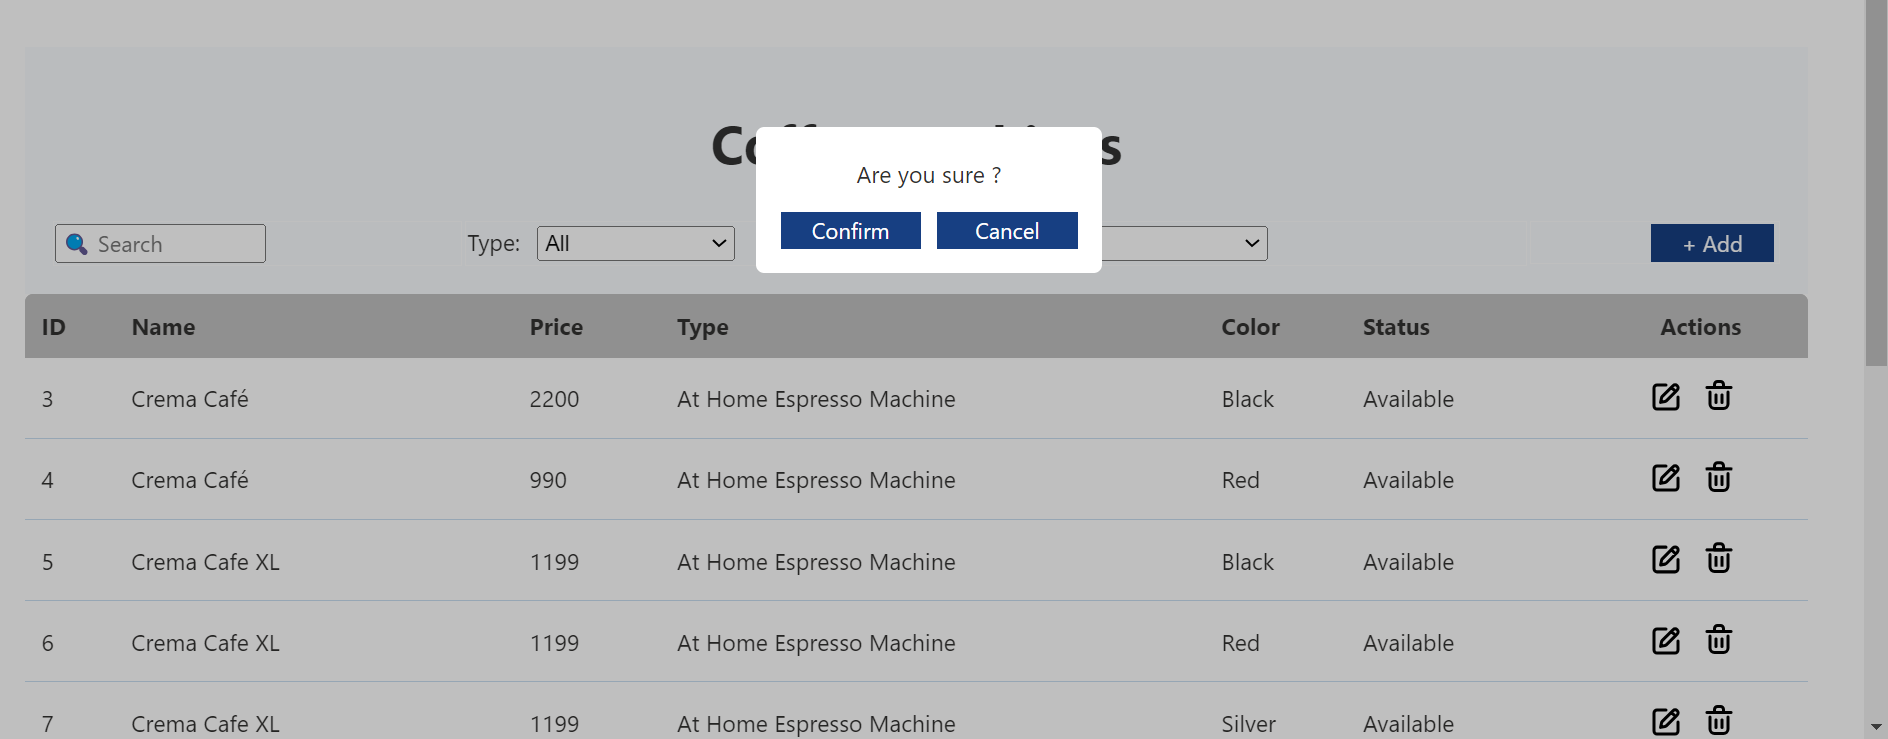 Are you sure ?
Confirm Cancel
Search Type: All + Add
ID Name Price Type Color Status Actions
3 Crema Café 2200 At Home Espresso Machine Black Available
4 Crema Café 990 At Home Espresso Machine Red Available
5 Crema Cafe XL 1199 At Home Espresso Machine Black Available
6 Crema Cafe XL 1199 At Home Espresso Machine Red Available
7 Crema Cafe XL 1199 At Home Espresso Machine Silver Available